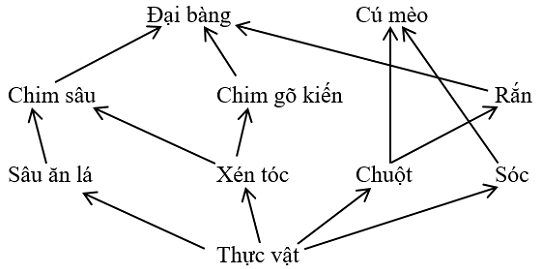 Đại bàng Cú mèo
Chim sâu Chim gõ kiến Rắn
Sâu ăn lá Xén tóc Chuột Sóc
Thực vật